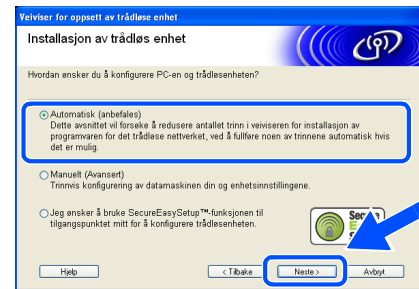 Veiviser for oppsett av trådløse enhet
Installasjon av trådløs enhet
Hvordan ønsker du å konfigurere PC-en og trådløsenheten?
Automatisk (anbefales)
Dette avsnittet vil forsøke å redusere antallet trinn i veiviseren for installasjon av
programvaren for det trådløse nettverket, ved å fullføre noen av trinnene automatisk hvis
det er mulig.
Manuelt (Avansert)
Trinnvis konfigurering av datamaskinen din og enhetsinnstillingene.
Jeg ønsker å bruke SecureEasySetup™-funksjonen til
tilgangspunktet mitt for å konfigurere trådløsenheten.
Hjelp
< Tilbake
Neste >
Avbryt